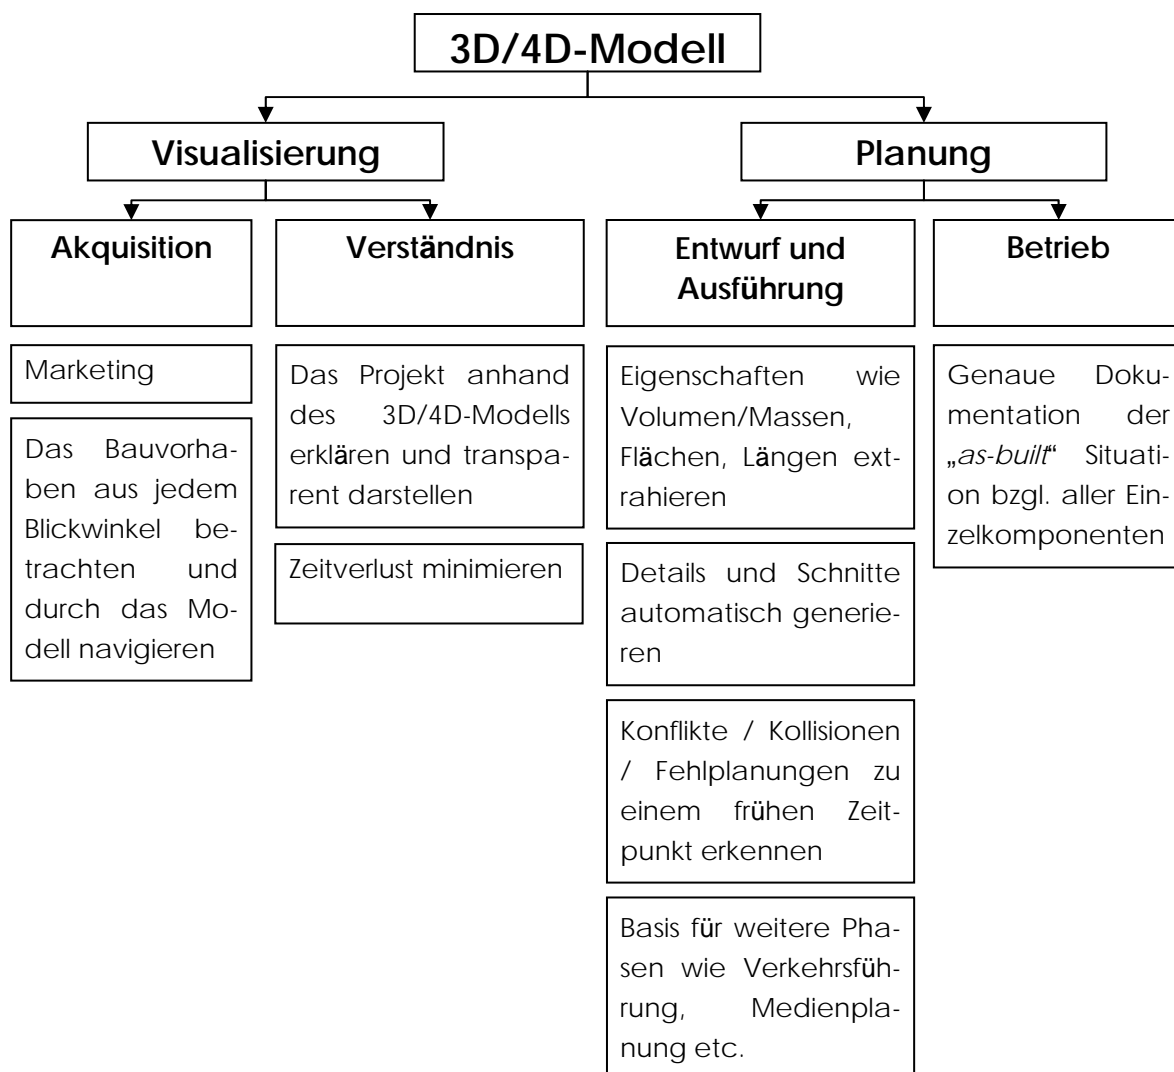 3D/4D-Modell
Visualisierung
Planung
Akquisition
Verständnis
Entwurf und
Ausführung
Betrieb
Marketing
Das Bauvorha-
ben aus jedem
Blickwinkel be-
trachten und
durch das Mo-
dell navigieren
Das Projekt anhand
des 3D/4D-Modells
erklären und transpa-
rent darstellen
Zeitverlust minimieren
Eigenschaften wie
Volumen/Massen,
Flächen, Längen ext-
rahieren
Details und Schnitte
automatisch generie-
ren
Konflikte / Kollisionen
/ Fehlplanungen zu
einem frühen Zeit-
punkt erkennen
Basis für weitere Pha-
sen wie Verkehrsfüh-
rung, Medienpla-
nung etc.
Genaue Doku-
mentation der
„as-built“ Situati-
on bzgl. aller Ein-
zelkomponenten